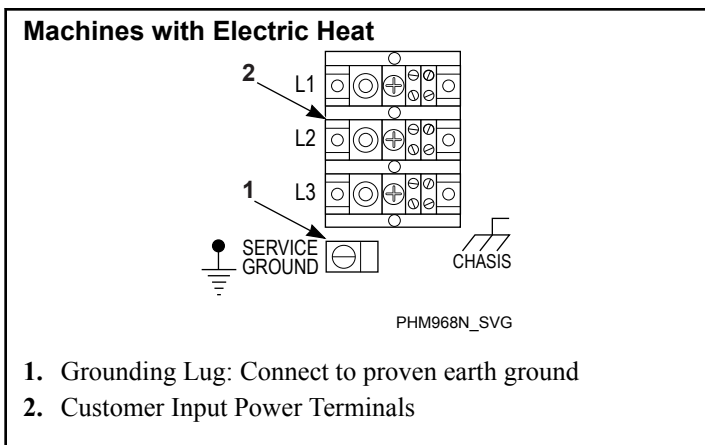 Machines with Electric Heat
2
L1
L2
1
L3
SERVICE
GROUND
CHASIS
PHM968N_SVG
1. Grounding Lug: Connect to proven earth ground
2. Customer Input Power Terminals